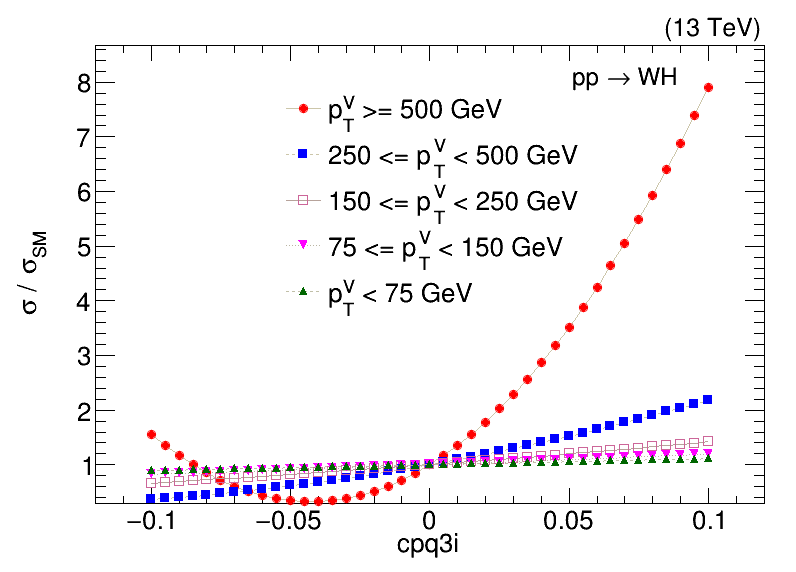 (13 TeV)
pp → WH
p_T^V >= 500 GeV
250 <= p_T^V < 500 GeV
150 <= p_T^V < 250 GeV
75 <= p_T^V < 150 GeV
p_T^V < 75 GeV
σ / σ_SM
8
7
6
5
4
3
2
1
−0.1 −0.05 0 0.05 0.1
cpq3i